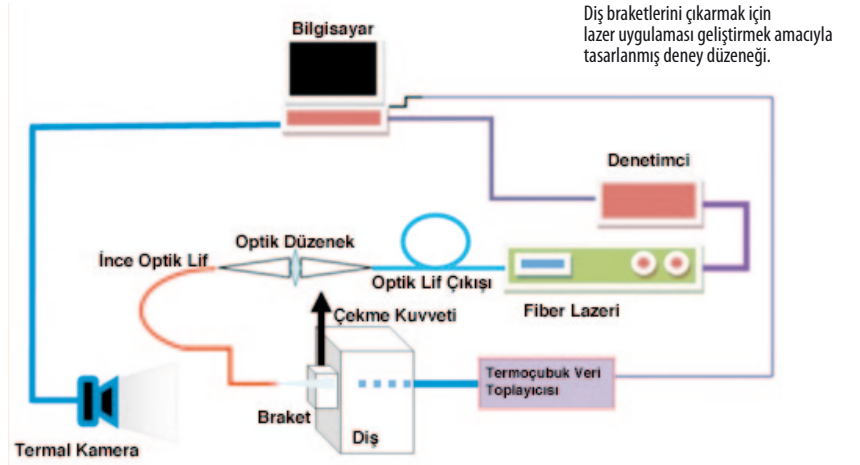 Diş braketlerini çıkarmak için
lazer uygulaması geliştirmek amacıyla
tasarlanmış deney düzeneği.
Bilgisayar
Denetimci
Optik Düzenek
İnce Optik Lif
Optik Lif Çıkışı
Fiber Lazeri
Çekme Kuvveti
Termoçubuk Veri
Toplayıcısı
Braket
Diş
Termal Kamera